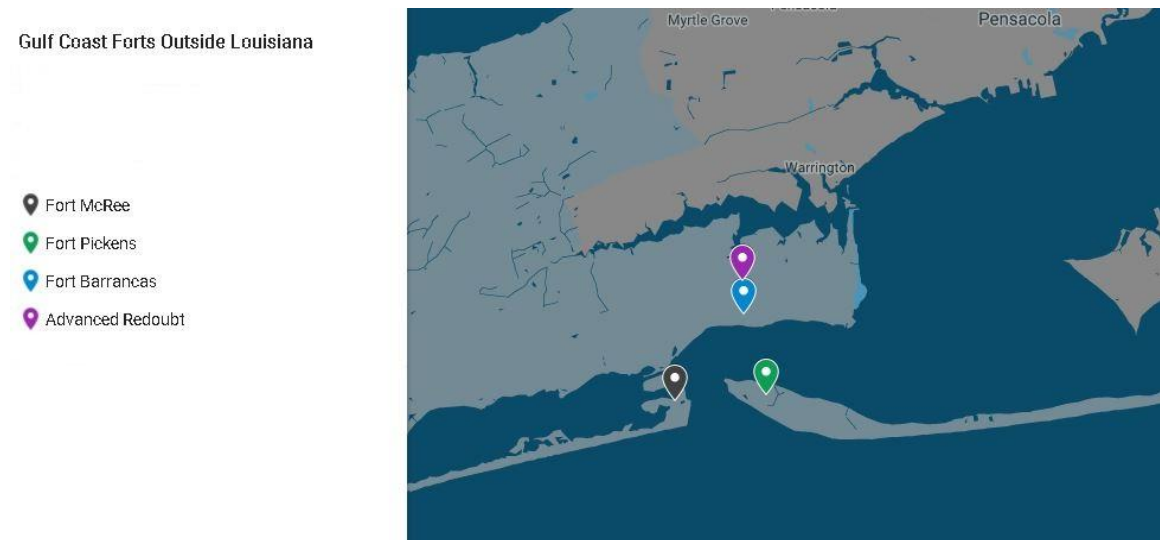 Gulf Coast Forts Outside Louisiana
Fort McRee
Fort Pickens
Fort Barrancas
Advanced Redoubt
Myrtle Grove
Pensacola
Warrington